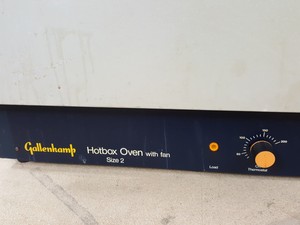 Gallenkamp
Hotbox Oven with fan
Size 2
Load
Thermostat